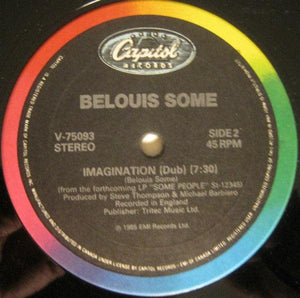 Capitol
RECORDS
BELOUIS SOME
V-75093
STEREO
SIDE 2
45 RPM
IMAGINATION (Dub) (7:30)
(Belouis Some)
(from the forthcoming LP "SOME PEOPLE" St-12345)
Produced by Steve Thompson & Michael Barbiero
Recorded in England
Publisher: Tritec Music Ltd.
℗ 1985 EMI Records Ltd.